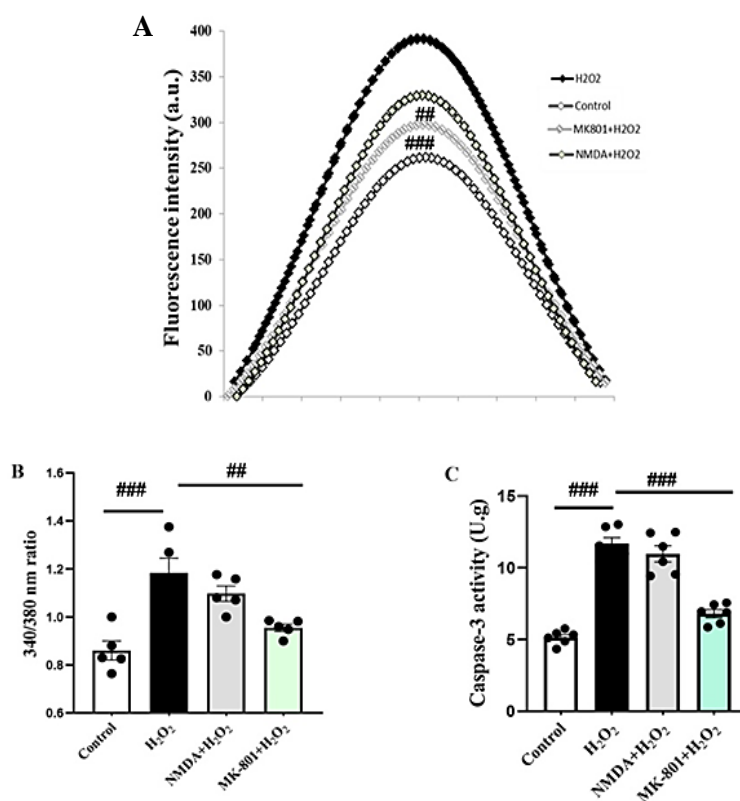 A
Fluorescence intensity (a.u.)
400
350
300
250
200
150
100
50
0
##
###
H2O2
Control
MK801+H2O2
NMDA+H2O2
B
340/380 nm ratio
1.6
1.4
1.2
1.0
0.8
0.6
###
##
Control
H₂O₂
NMDA+H₂O₂
MK-801+H₂O₂
C
Caspase-3 activity (U.g)
15
10
5
0
###
###
Control
H₂O₂
NMDA+H₂O₂
MK-801+H₂O₂